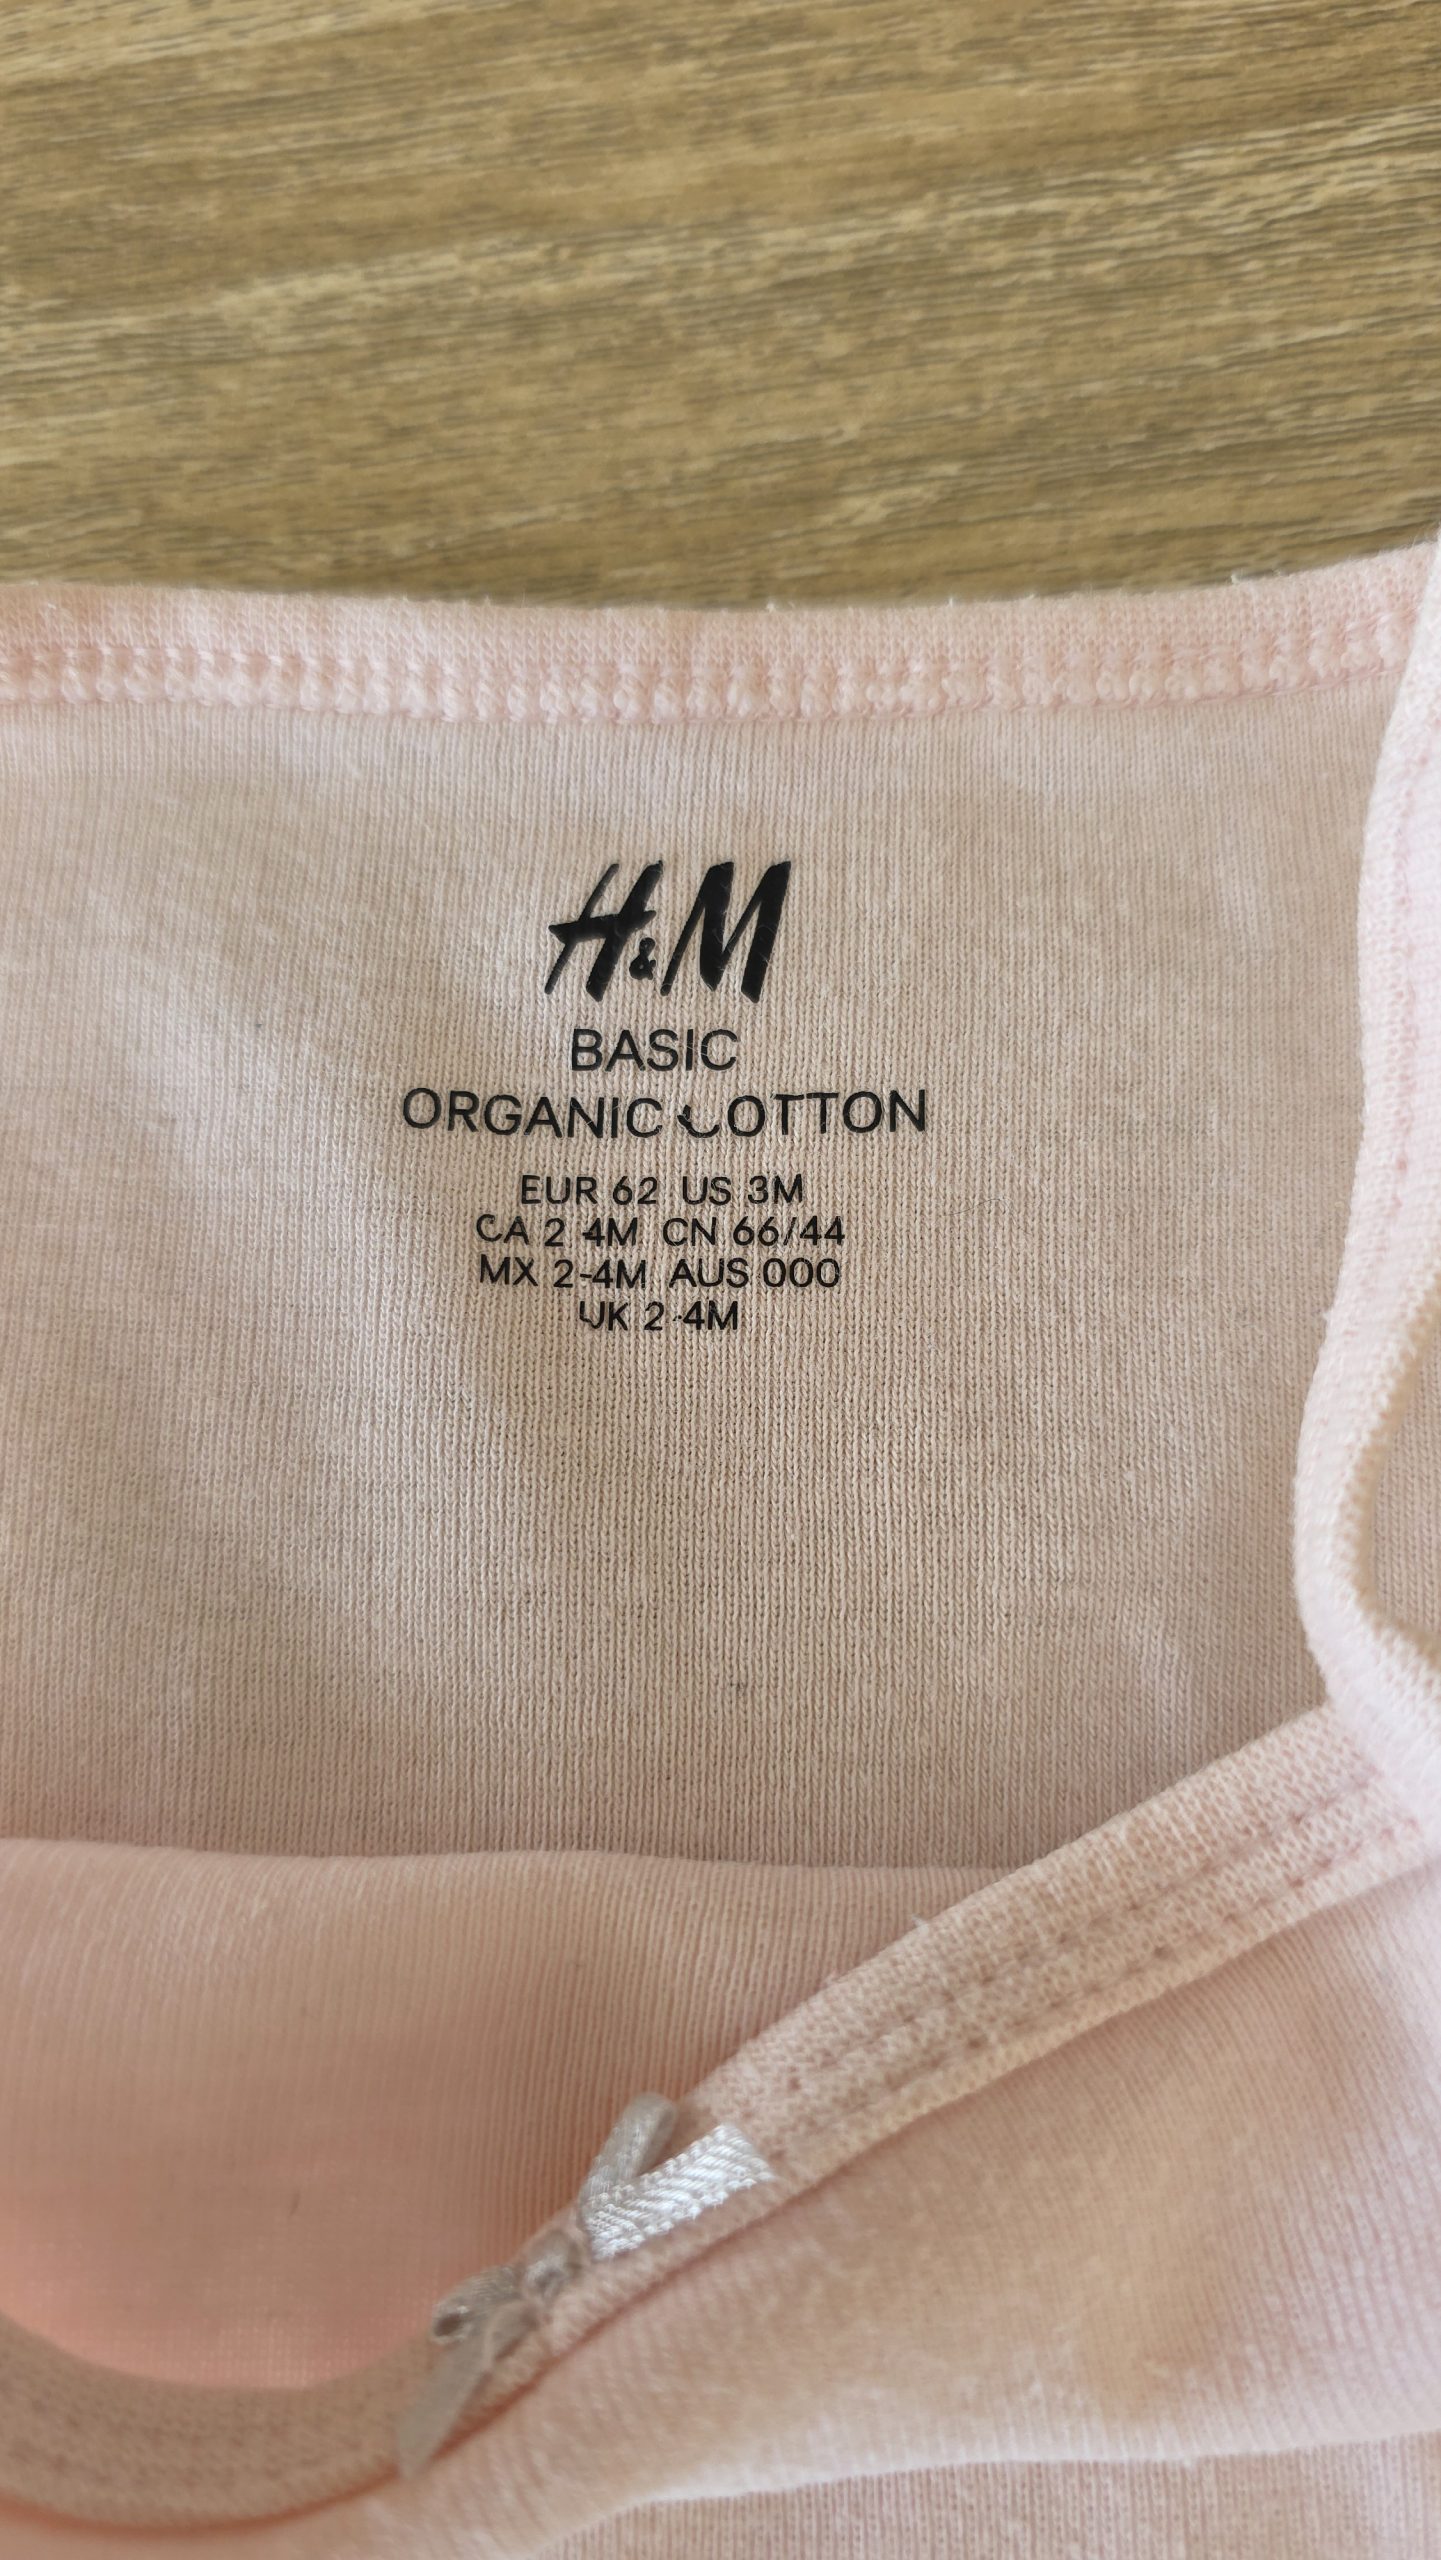 H&M
BASIC
ORGANIC COTTON
EUR 62 US 3M
CA 2-4M CN 66/44
MX 2-4M AUS 000
UK 2-4M